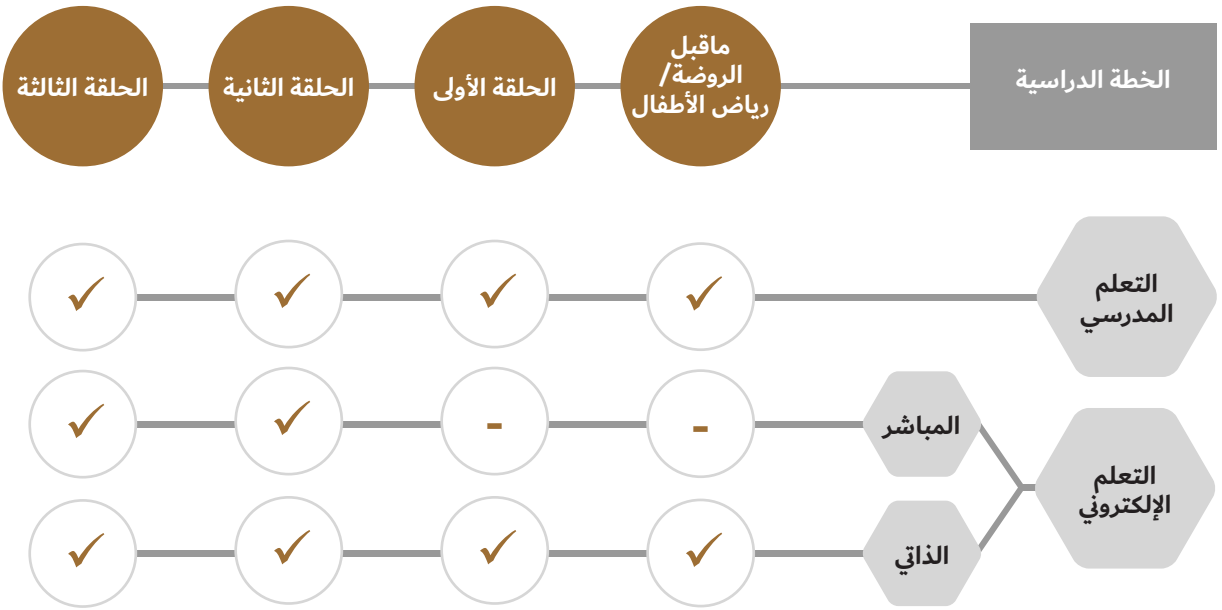 الخطة الدراسية
ماقبل
الروضة/
رياض الأطفال
الحلقة الأولى
الحلقة الثانية
الحلقة الثالثة
التعلم
المدرسي
✓ ✓ ✓ ✓
التعلم
الإلكتروني
المباشر
- - ✓ ✓
الذاتي
✓ ✓ ✓ ✓